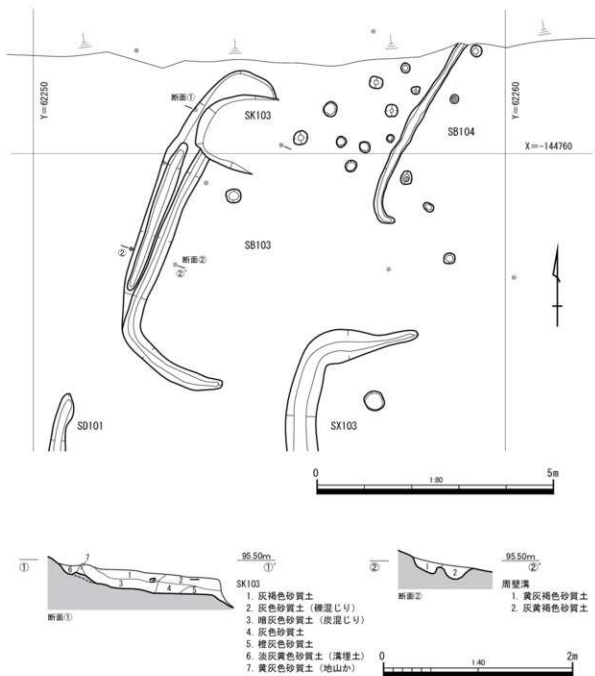 Y=62250
Y=62260
断面①
SK103
SB104
X=-144760
SB103
②
断面②
②'
SD101
SX103
0 5m
1:80
① 95.50m ①'
断面①
1 2 3 4 5 6 7
SK103
1. 灰褐色砂質土
2. 灰色砂質土（礫混じり）
3. 暗灰色砂質土（炭混じり）
4. 灰色砂質土
5. 橙灰色砂質土
6. 淡灰黄色砂質土（溝埋土）
7. 黄灰色砂質土（地山か）
② 95.50m ②'
断面②
1 2
周壁溝
1. 黄灰褐色砂質土
2. 灰黄褐色砂質土
0 2m
1:40